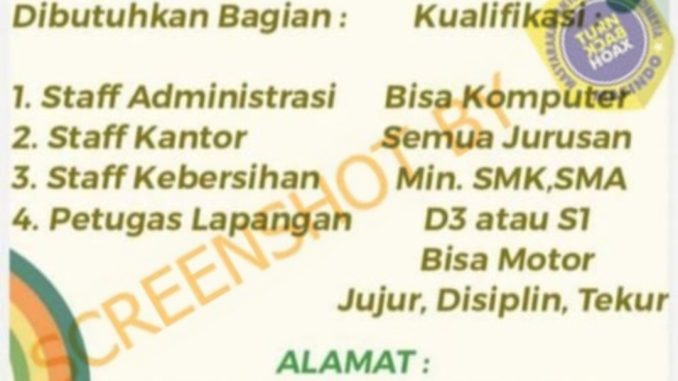 Dibutuhkan Bagian : Kualifikasi :
TURN
BACK
HOAX
1. Staff Administrasi Bisa Komputer
2. Staff Kantor Semua Jurusan
3. Staff Kebersihan Min. SMK,SMA
4. Petugas Lapangan D3 atau S1
Bisa Motor
Jujur, Disiplin, Tekur
ALAMAT :
SCREENSHOT BY